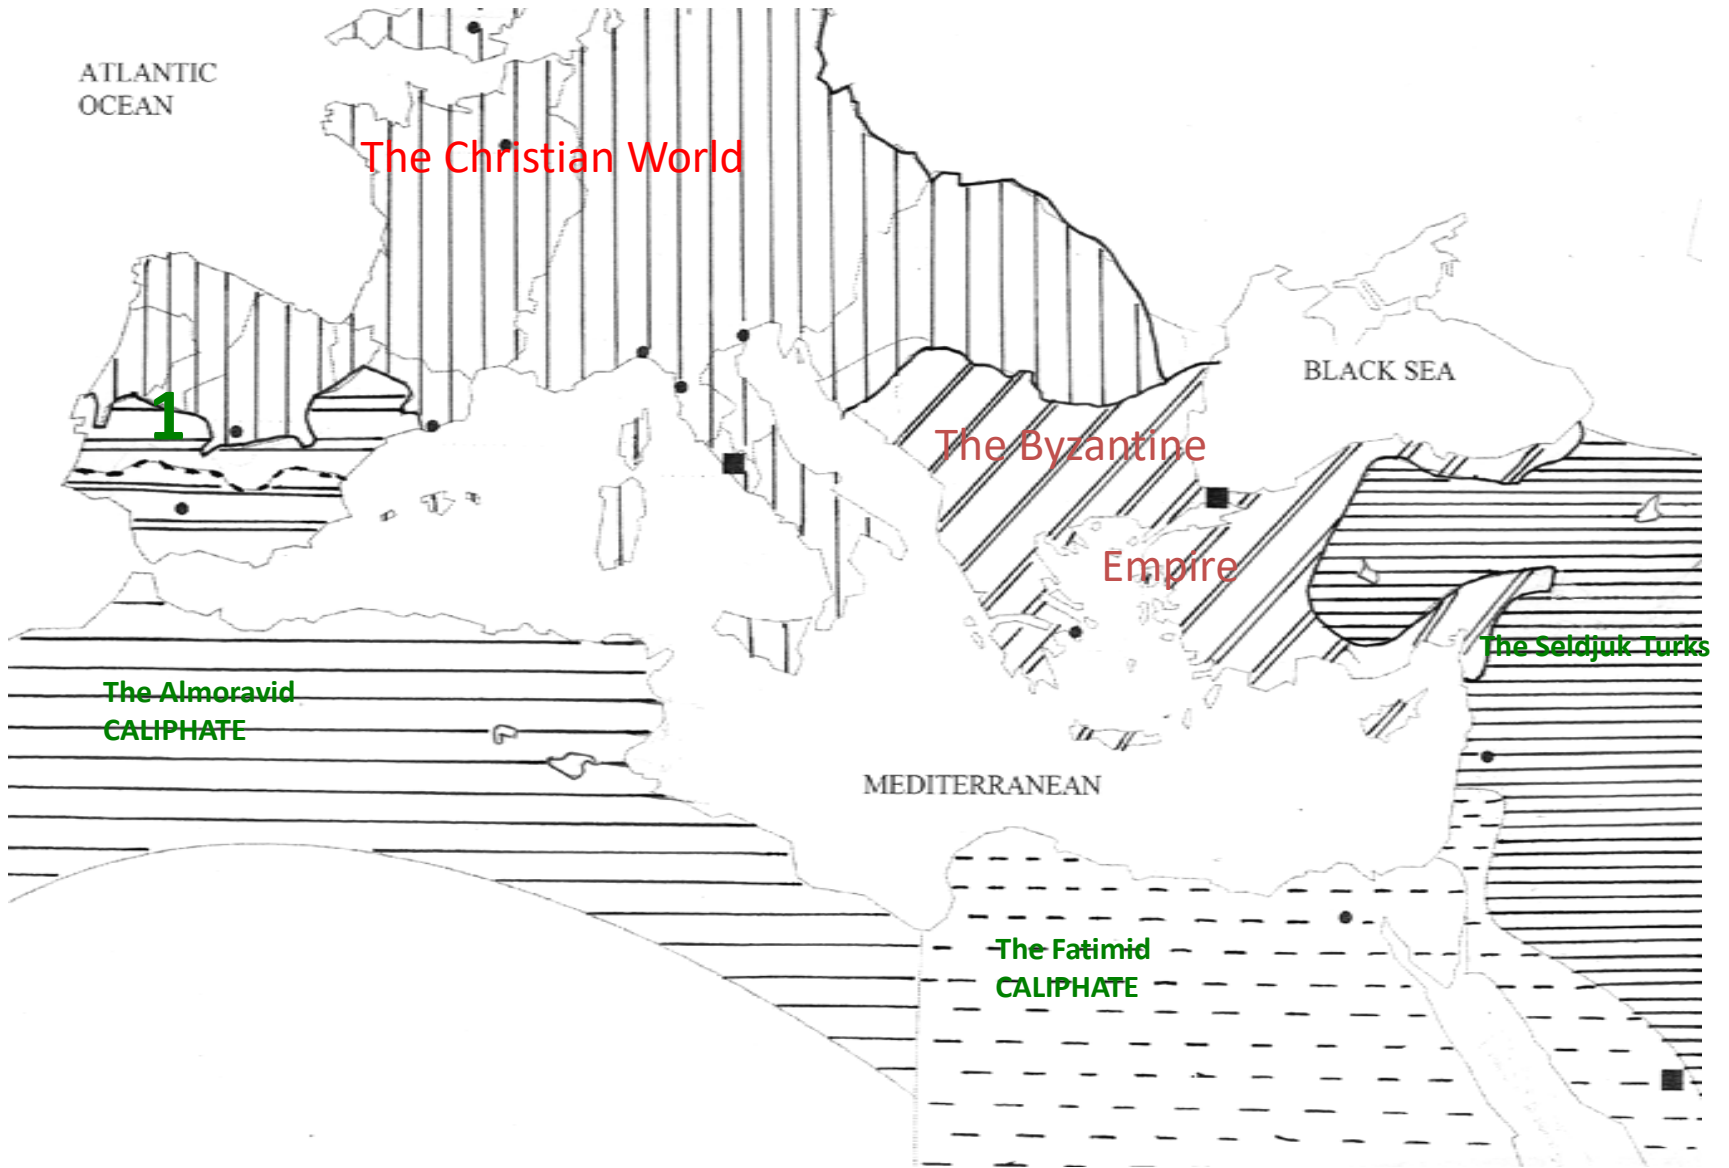 ATLANTIC
OCEAN
The Christian World
BLACK SEA
1
The Byzantine
Empire
The Seldjuk Turks
The Almoravid
CALIPHATE
MEDITERRANEAN
The Fatimid
CALIPHATE